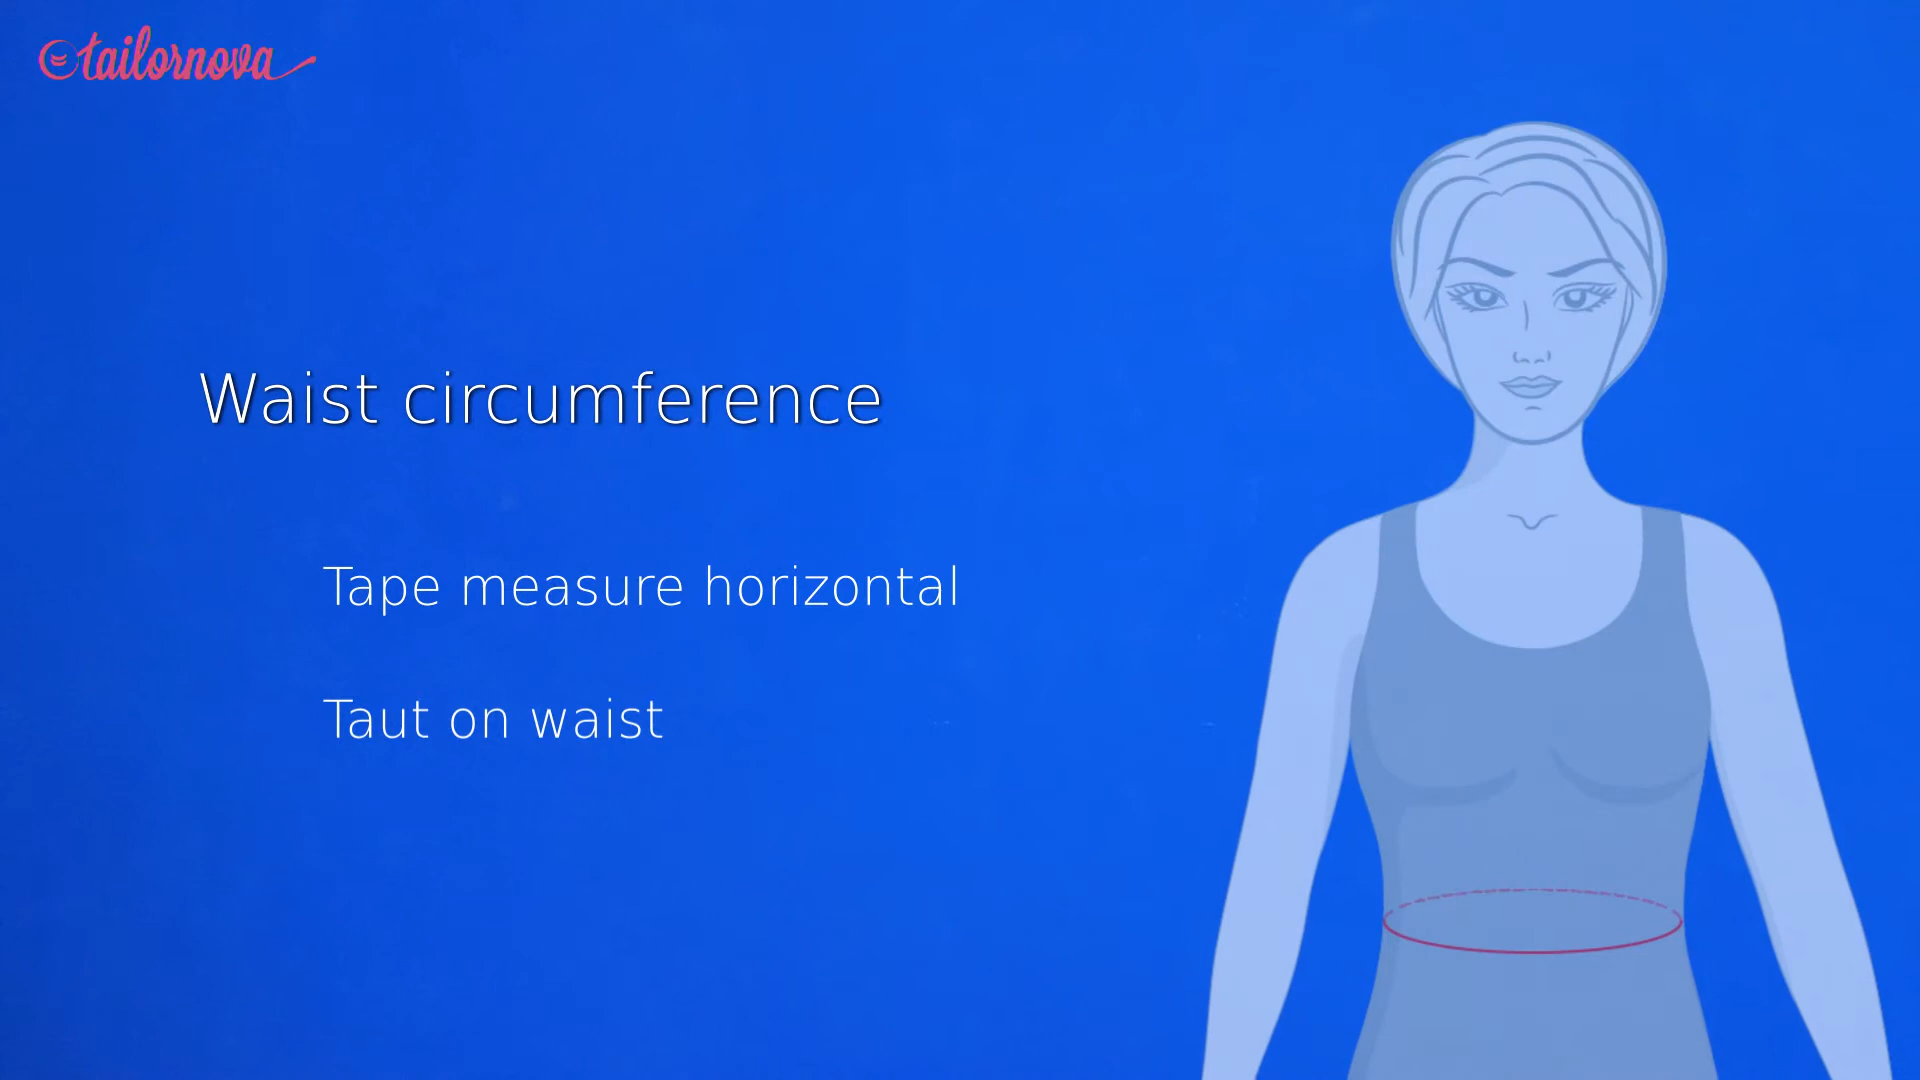 tailornova
Waist circumference
Tape measure horizontal
Taut on waist